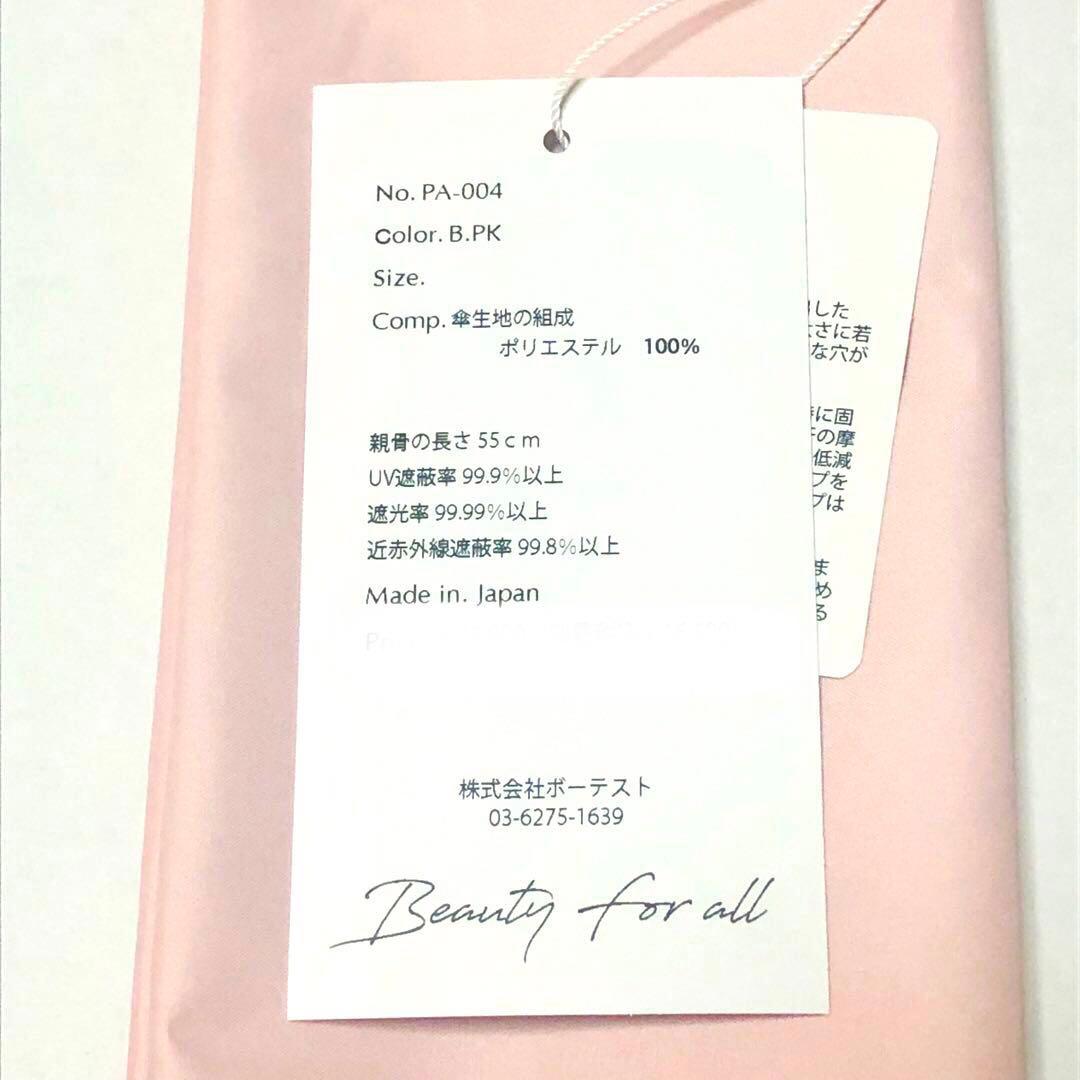 No. PA-004
Color. B.PK
Size.
Comp. 傘生地の組成
ポリエステル 100%
親骨の長さ 55cm
UV遮蔽率 99.9%以上
遮光率 99.99%以上
近赤外線遮蔽率 99.8%以上
Made in. Japan
株式会社ボーテスト
03-6275-1639
Beauty for all
した
さに若
な穴が
に固
の摩
低減
プを
プは
ま
め
る